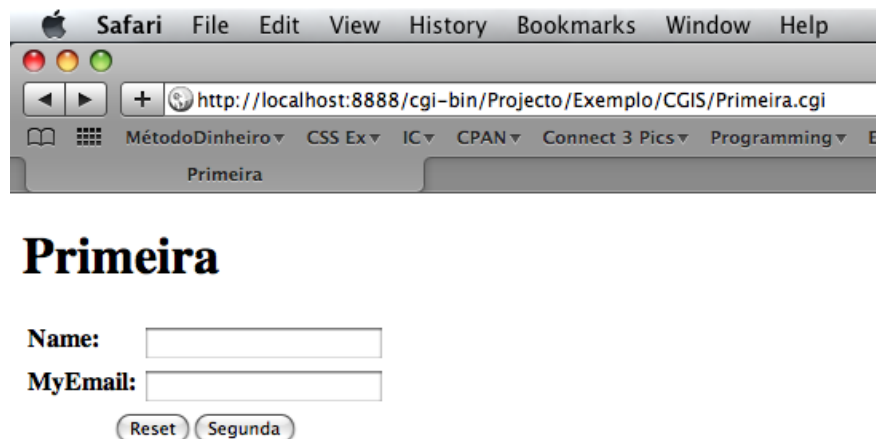 Safari File Edit View History Bookmarks Window Help
http://localhost:8888/cgi-bin/Projecto/Exemplo/CGIS/Primeira.cgi
MétodoDinheiro CSS Ex IC CPAN Connect 3 Pics Programming
Primeira
Primeira
Name:
MyEmail:
Reset Segunda